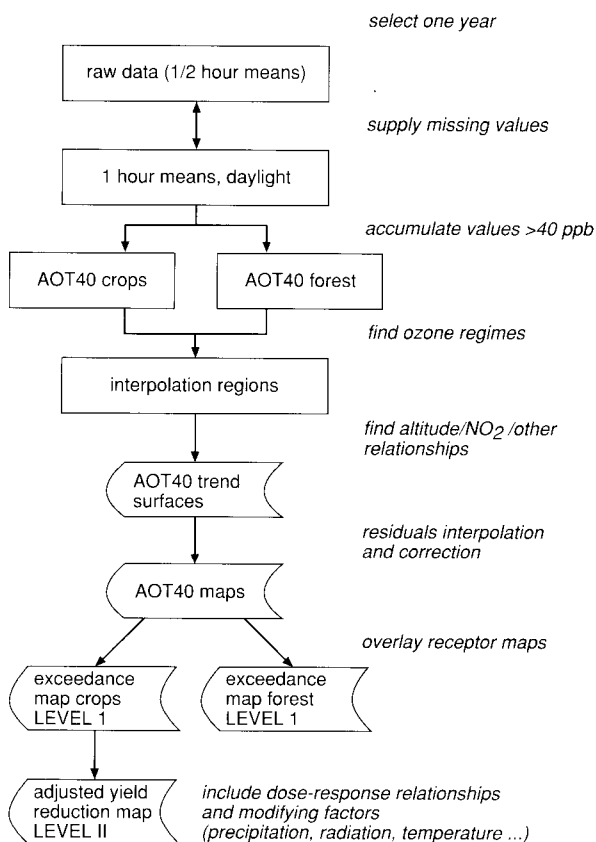 select one year
raw data (1/2 hour means)
supply missing values
1 hour means, daylight
accumulate values >40 ppb
AOT40 crops
AOT40 forest
find ozone regimes
interpolation regions
find altitude/NO2 /other
relationships
AOT40 trend
surfaces
residuals interpolation
and correction
AOT40 maps
overlay receptor maps
exceedance
map crops
LEVEL 1
exceedance
map forest
LEVEL 1
adjusted yield
reduction map
LEVEL II
include dose-response relationships
and modifying factors
(precipitation, radiation, temperature ...)